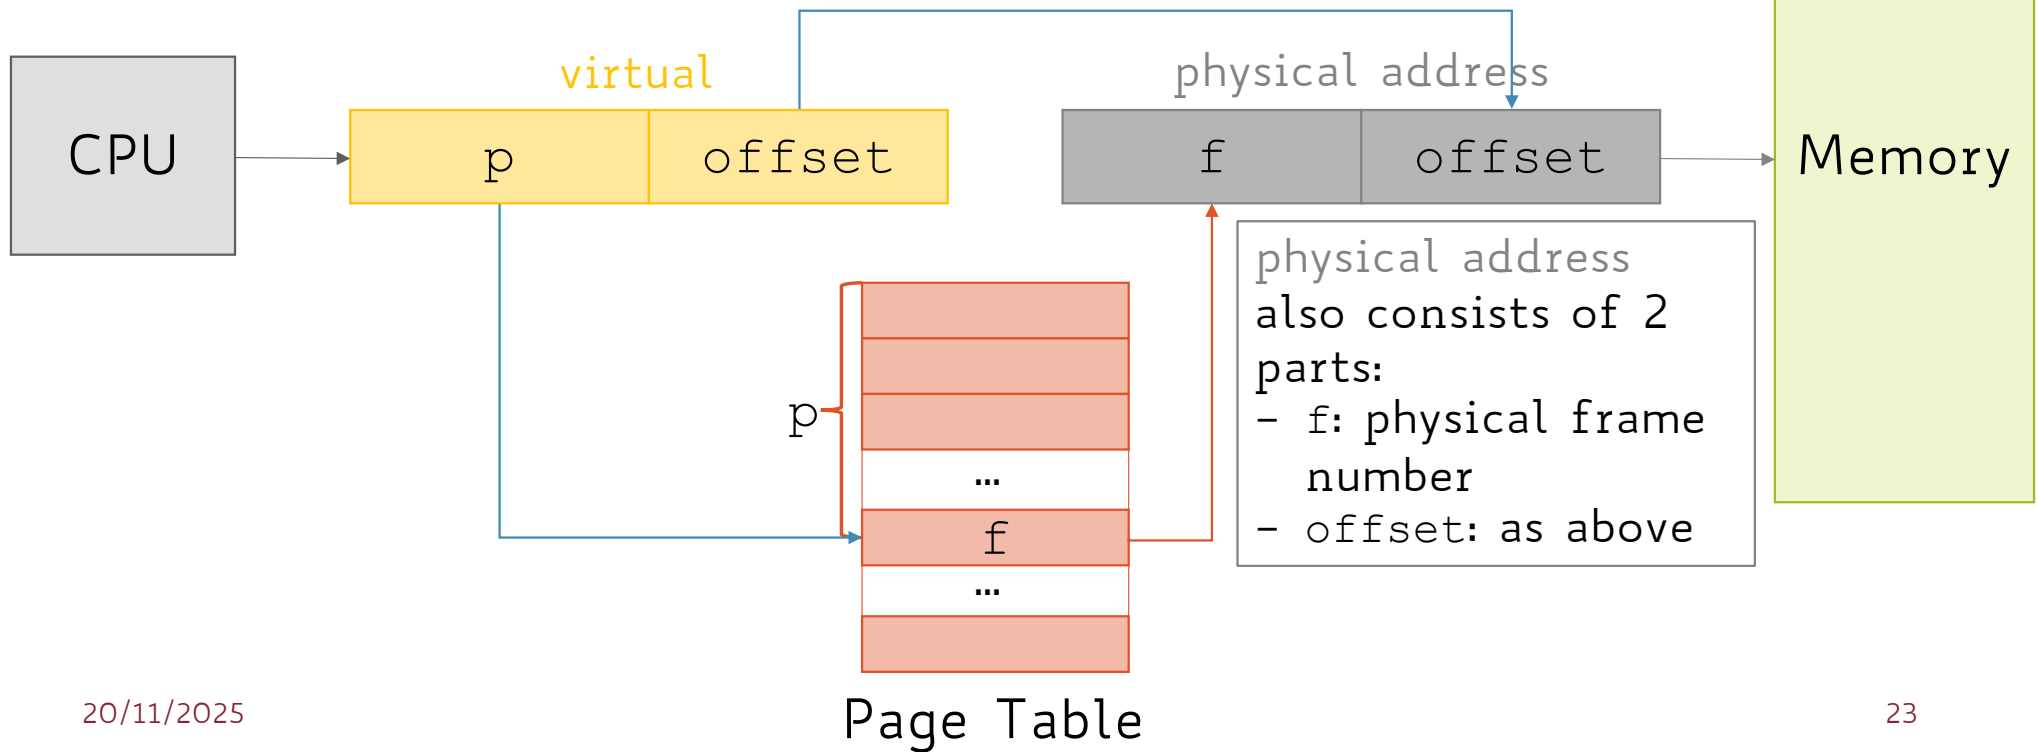 virtual
physical address
CPU
p
offset
f
offset
Memory
physical address
also consists of 2
parts:
- f: physical frame
number
- offset: as above
p
…
f
…
Page Table
20/11/2025
23